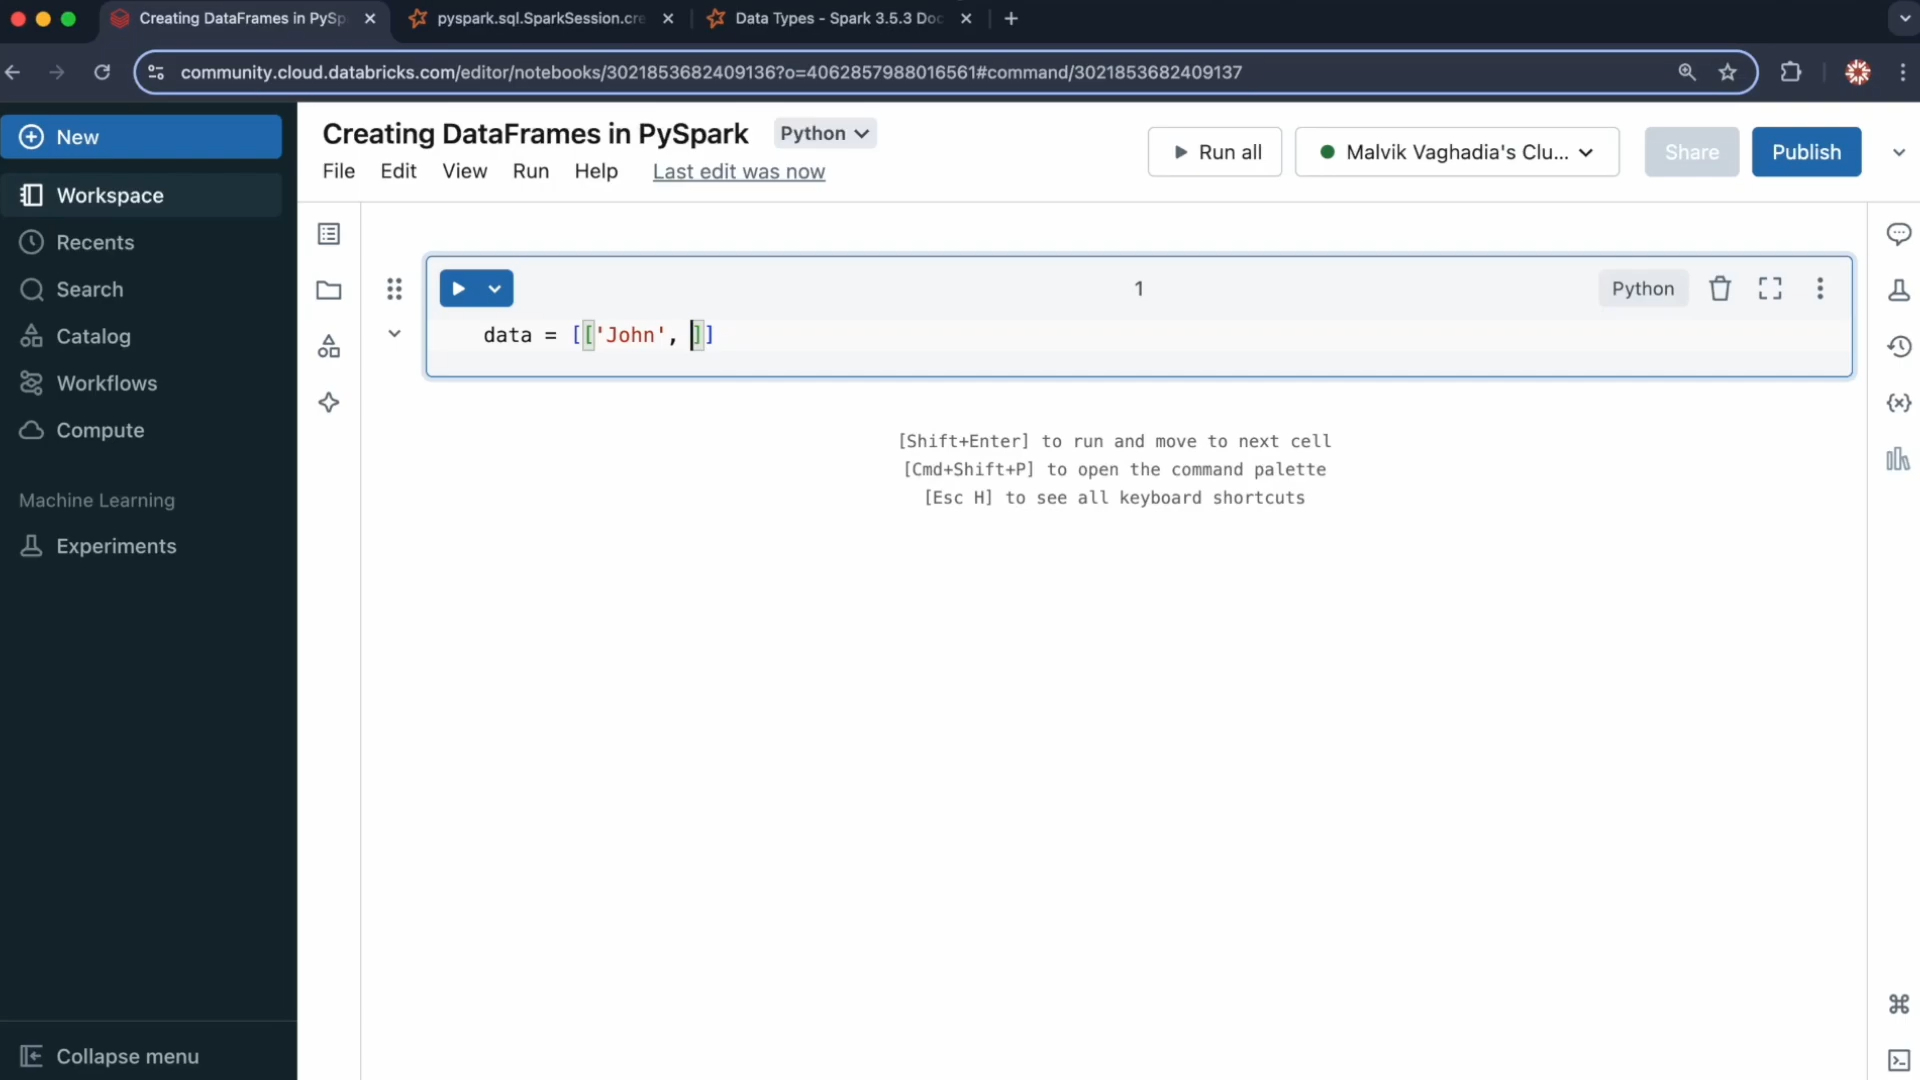 Creating DataFrames in PySp
pyspark.sql.SparkSession.cre
Data Types - Spark 3.5.3 Doc
community.cloud.databricks.com/editor/notebooks/3021853682409136?o=4062857988016561#command/3021853682409137
New
Workspace
Recents
Search
Catalog
Workflows
Compute
Machine Learning
Experiments
Collapse menu
Creating DataFrames in PySpark
Python
File Edit View Run Help Last edit was now
Run all
Malvik Vaghadia's Clu...
Share
Publish
1
Python
data = [['John', ]]
[Shift+Enter] to run and move to next cell
[Cmd+Shift+P] to open the command palette
[Esc H] to see all keyboard shortcuts